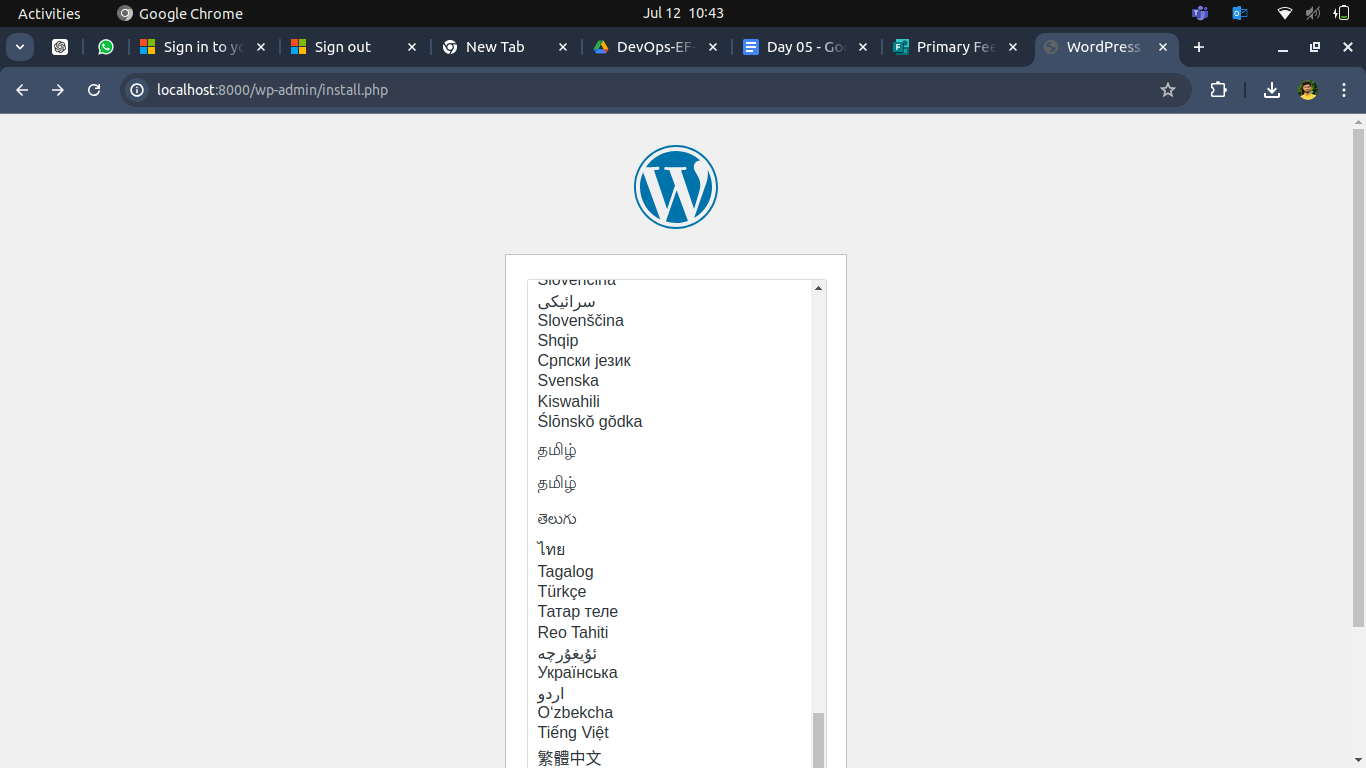 Activities
Google Chrome
Jul 12 10:43
Sign in to yo
Sign out
New Tab
DevOps-EF-
Day 05 - Goo
Primary Fee
WordPress
localhost:8000/wp-admin/install.php
Slovenčina
سرائیکی
Slovenščina
Shqip
Српски језик
Svenska
Kiswahili
Ślōnskŏ gŏdka
தமிழ்
தமிழ்
తెలుగు
ไทย
Tagalog
Türkçe
Татар теле
Reo Tahiti
ئۇيغۇرچە
Українська
اردو
O‘zbekcha
Tiếng Việt
繁體中文